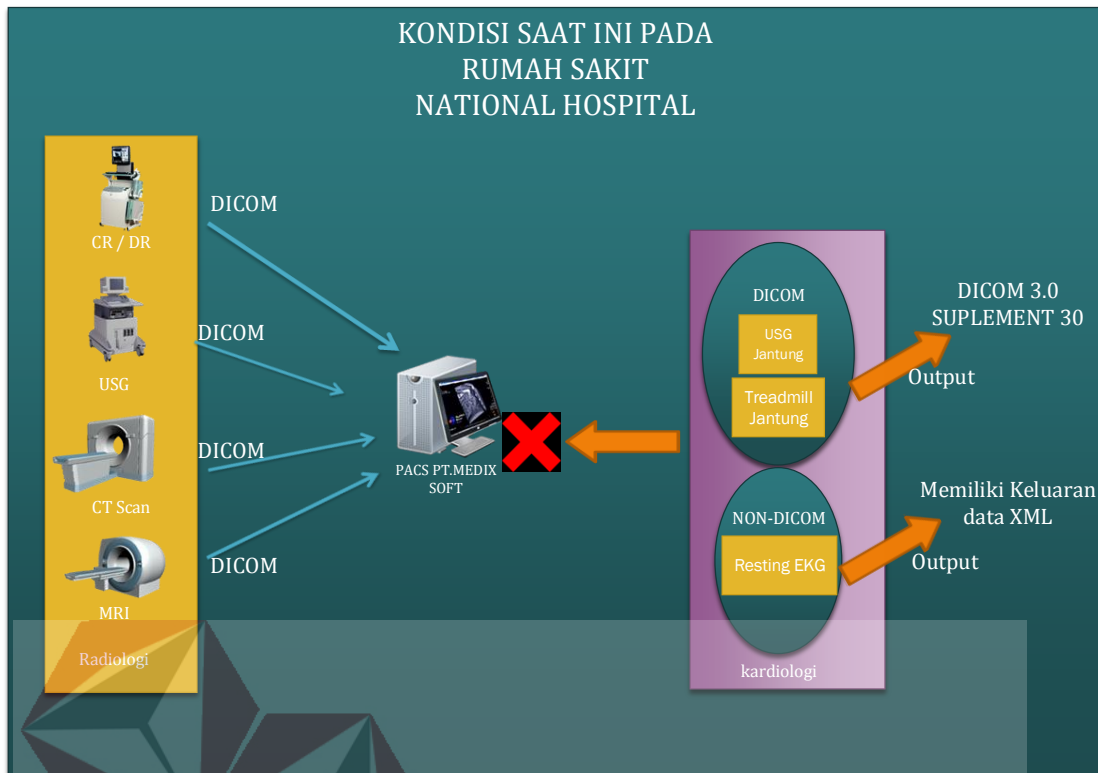 KONDISI SAAT INI PADA
RUMAH SAKIT
NATIONAL HOSPITAL
CR / DR
USG
CT Scan
MRI
Radiologi
DICOM
DICOM
DICOM
DICOM
PACS PT.MEDIX
SOFT
DICOM
USG
Jantung
Treadmill
Jantung
NON-DICOM
Resting EKG
kardiologi
DICOM 3.0
SUPLEMENT 30
Output
Memiliki Keluaran
data XML
Output